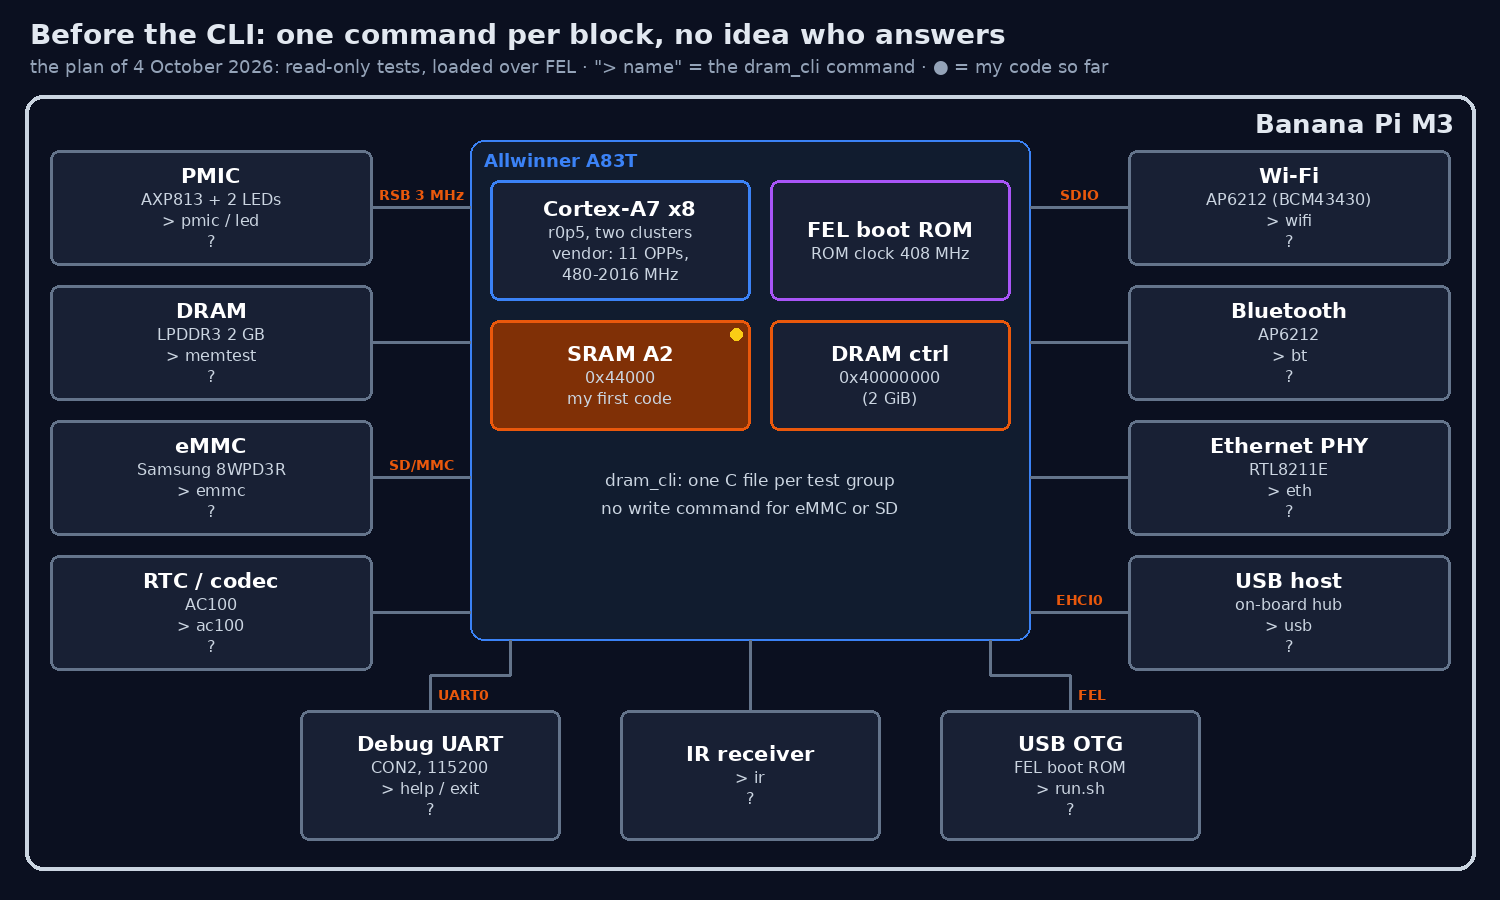 Before the CLI: one command per block, no idea who answers
the plan of 4 October 2026: read-only tests, loaded over FEL · "> name" = the dram_cli command · ● = my code so far
Banana Pi M3
PMIC
AXP813 + 2 LEDs
> pmic / led
?
RSB 3 MHz
DRAM
LPDDR3 2 GB
> memtest
?
eMMC
Samsung 8WPD3R
> emmc
?
SD/MMC
RTC / codec
AC100
> ac100
?
Allwinner A83T
Cortex-A7 x8
r0p5, two clusters
vendor: 11 OPPs,
480-2016 MHz
FEL boot ROM
ROM clock 408 MHz
SRAM A2
0x44000
my first code
DRAM ctrl
0x40000000
(2 GiB)
dram_cli: one C file per test group
no write command for eMMC or SD
SDIO
Wi-Fi
AP6212 (BCM43430)
> wifi
?
Bluetooth
AP6212
> bt
?
Ethernet PHY
RTL8211E
> eth
?
EHCI0
USB host
on-board hub
> usb
?
UART0
Debug UART
CON2, 115200
> help / exit
?
IR receiver
> ir
?
FEL
USB OTG
FEL boot ROM
> run.sh
?